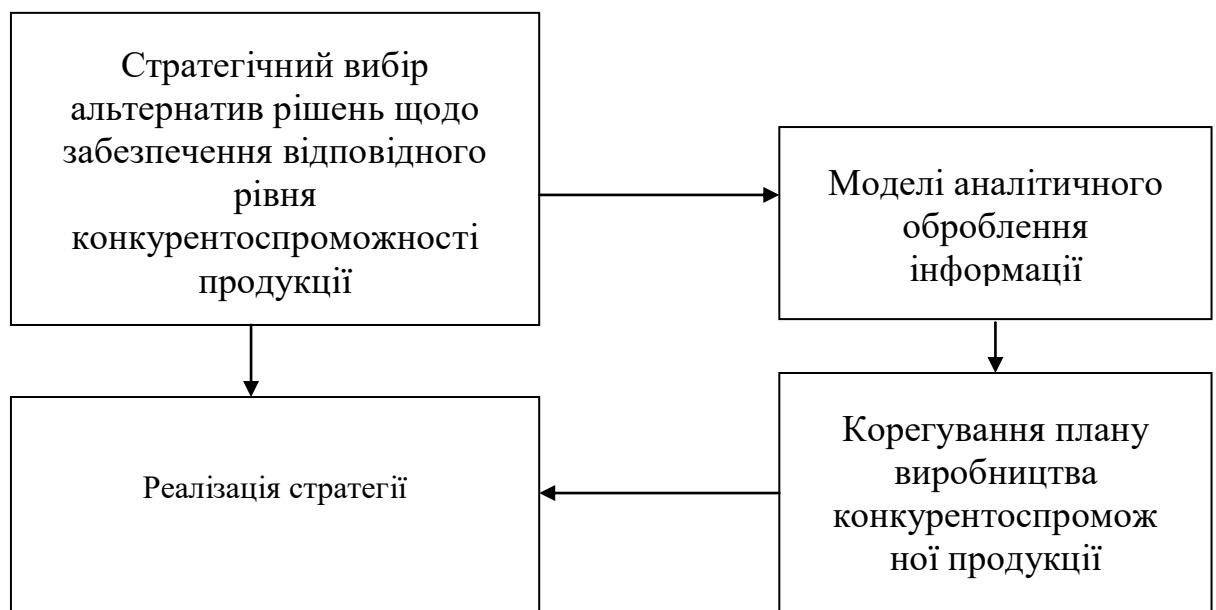 Стратегічний вибір
альтернатив рішень щодо
забезпечення відповідного
рівня
конкурентоспроможності
продукції
Моделі аналітичного
оброблення
інформації
Реалізація стратегії
Корегування плану
виробництва
конкурентоспромож
ної продукції